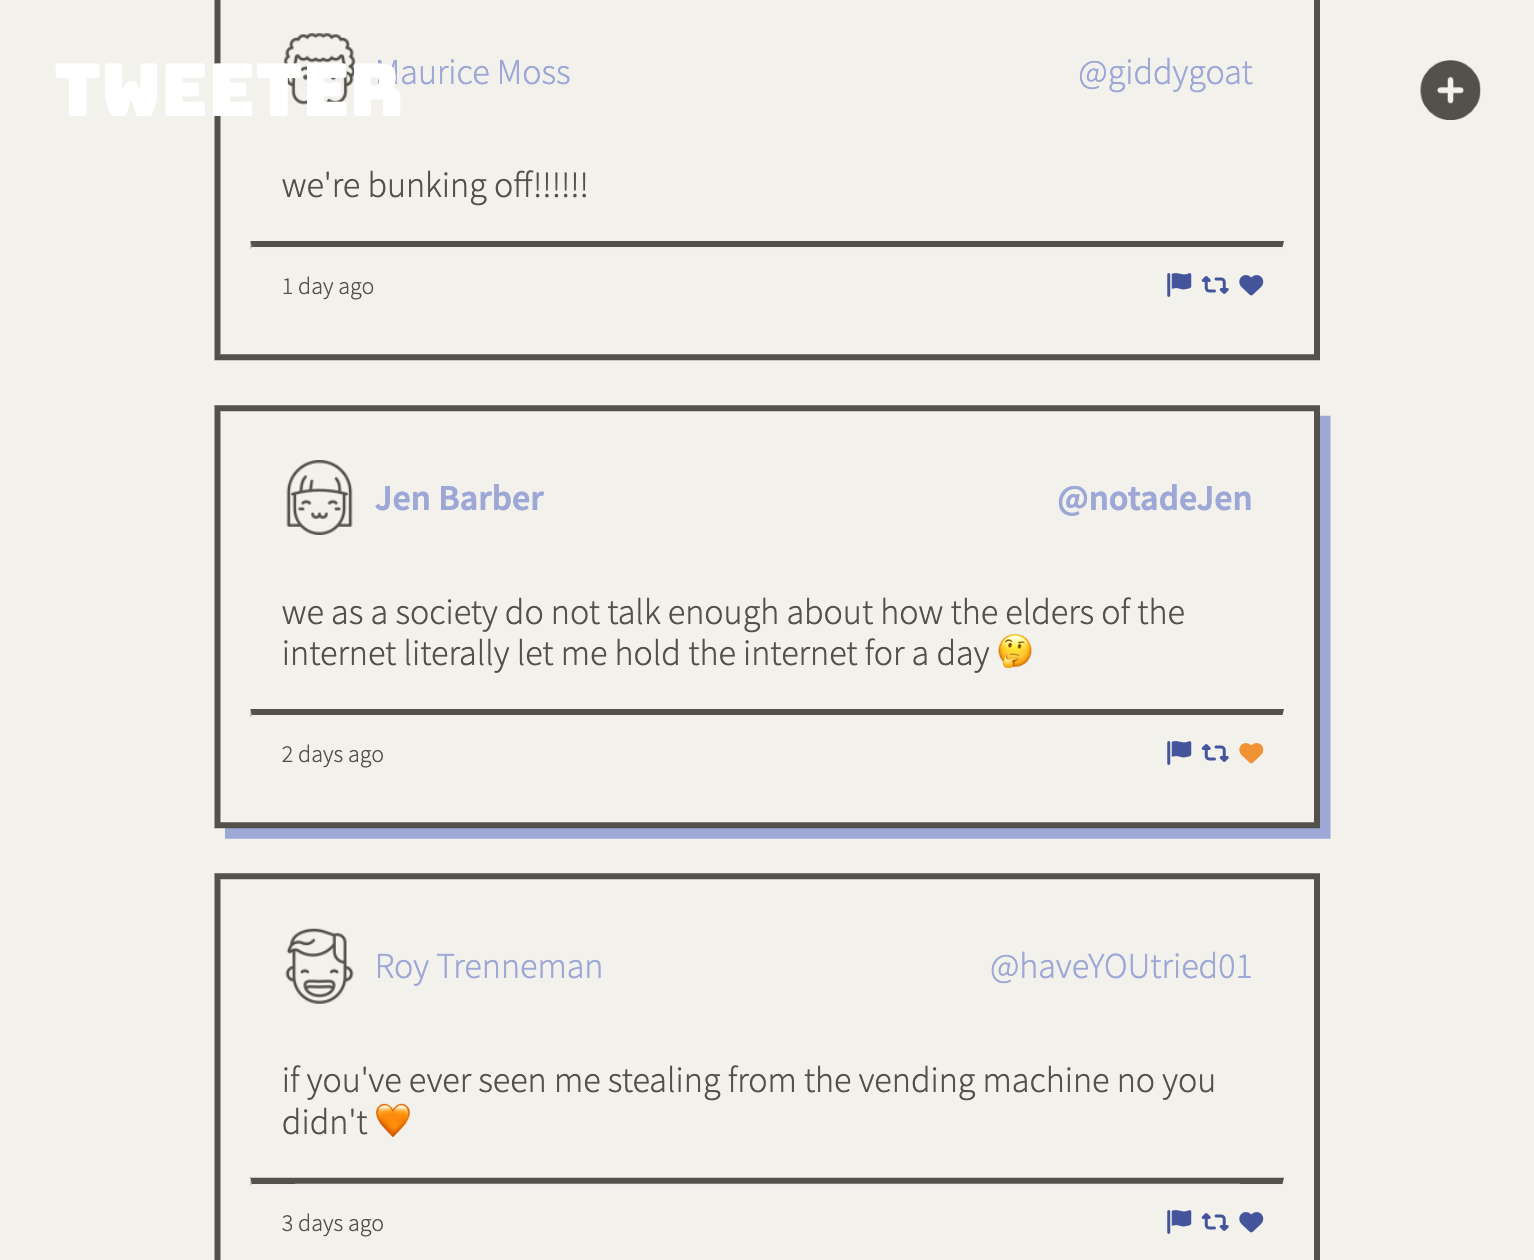 TWEETER
Maurice Moss @giddygoat
we're bunking off!!!!!!
1 day ago
Jen Barber @notadeJen
we as a society do not talk enough about how the elders of the
internet literally let me hold the internet for a day 🤔
2 days ago
Roy Trenneman @haveYOUtried01
if you've ever seen me stealing from the vending machine no you
didn't 🧡
3 days ago